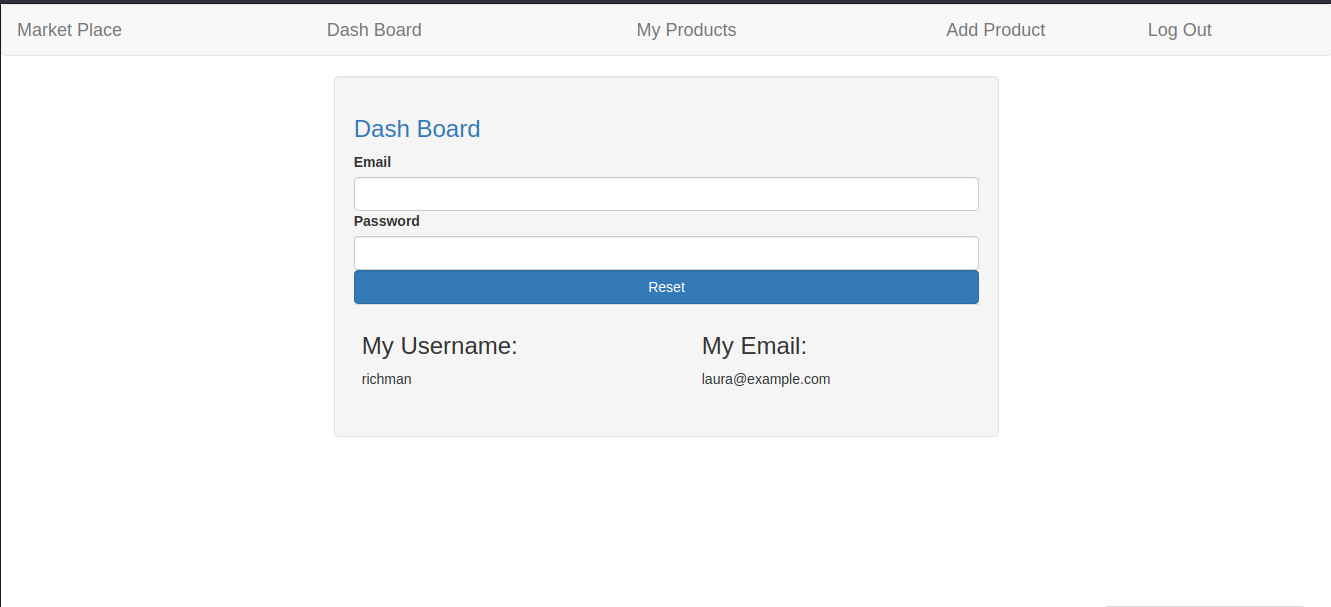 Market Place Dash Board My Products Add Product Log Out
Dash Board
Email
Password
Reset
My Username: My Email:
richman laura@example.com